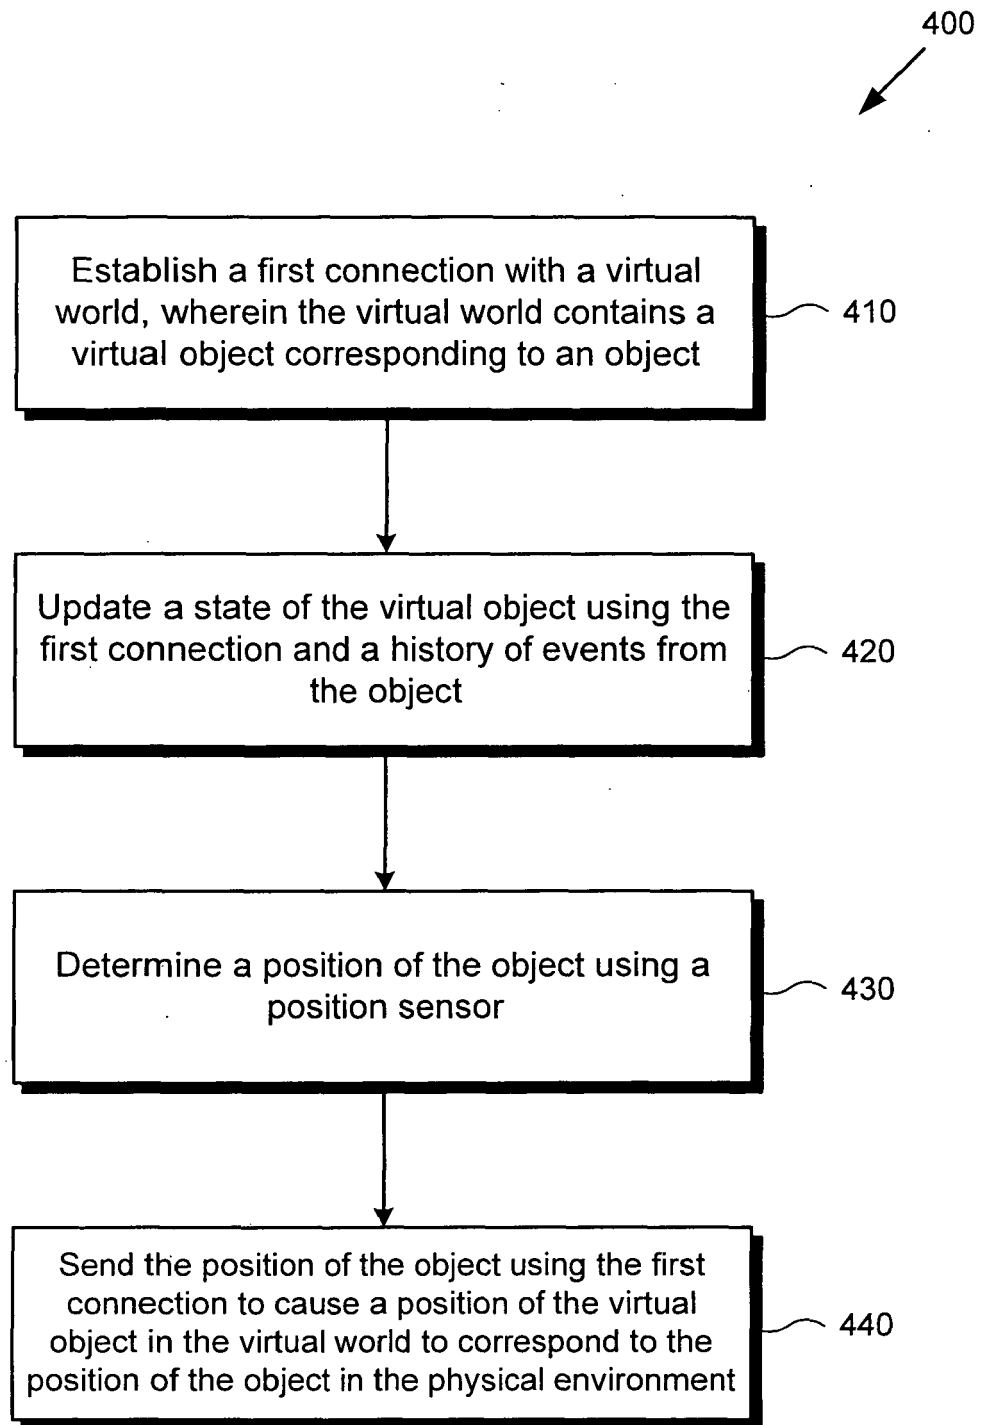 400
Establish a first connection with a virtual
world, wherein the virtual world contains a
virtual object corresponding to an object
410
Update a state of the virtual object using the
first connection and a history of events from
the object
420
Determine a position of the object using a
position sensor
430
Send the position of the object using the first
connection to cause a position of the virtual
object in the virtual world to correspond to the
position of the object in the physical environment
440